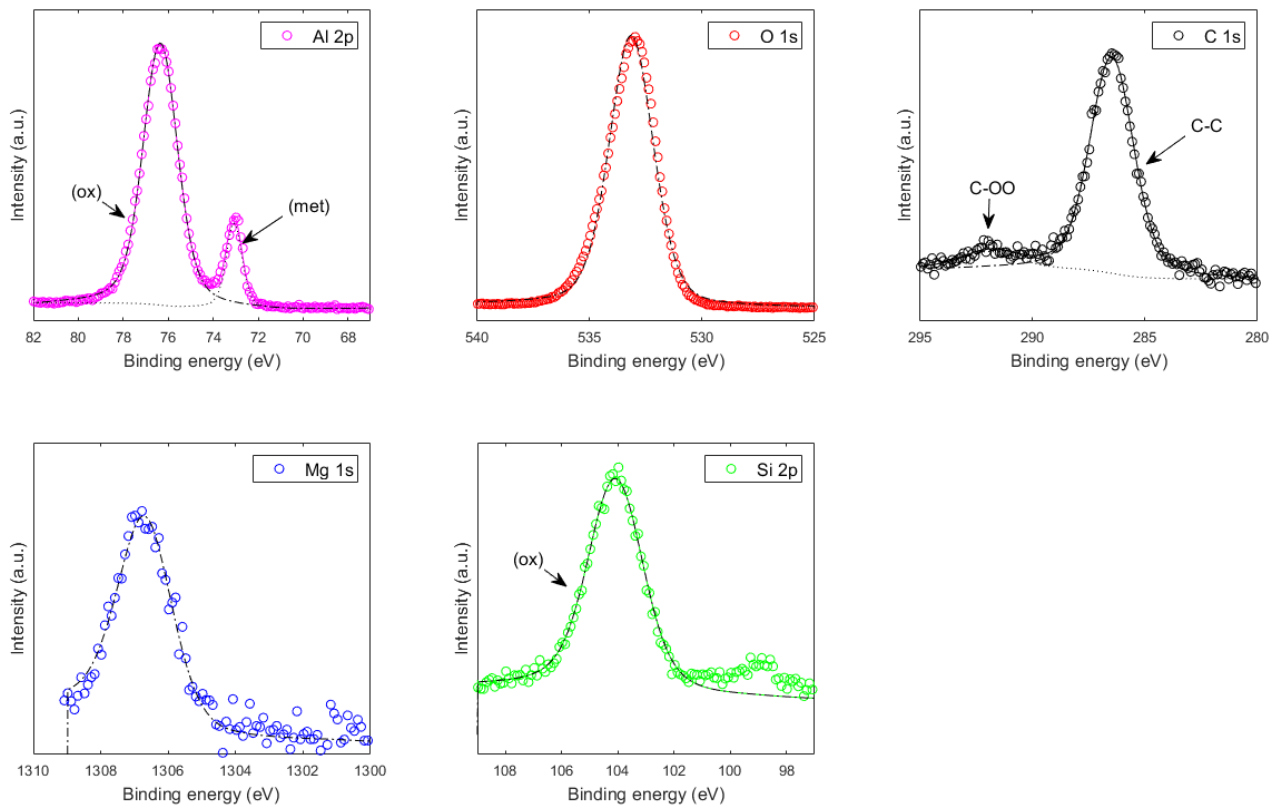 Al 2p
(ox)
(met)
Intensity (a.u.)
82 80 78 76 74 72 70 68
Binding energy (eV)
O 1s
Intensity (a.u.)
540 535 530 525
Binding energy (eV)
C 1s
C-C
C-OO
Intensity (a.u.)
295 290 285 280
Binding energy (eV)
Mg 1s
Intensity (a.u.)
1310 1308 1306 1304 1302 1300
Binding energy (eV)
Si 2p
(ox)
Intensity (a.u.)
108 106 104 102 100 98
Binding energy (eV)